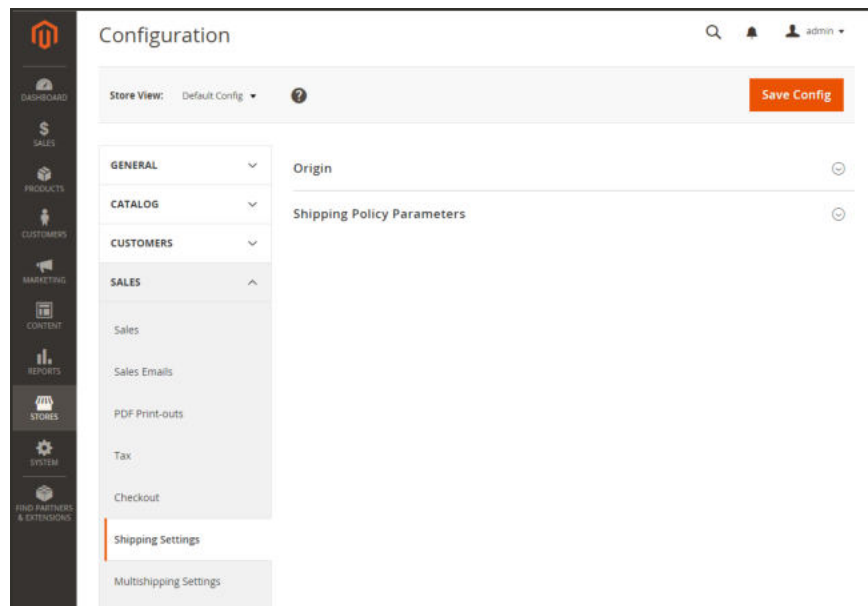 Configuration
admin
DASHBOARD
SALES
PRODUCTS
CUSTOMERS
MARKETING
CONTENT
REPORTS
STORES
SYSTEM
FIND PARTNERS
& EXTENSIONS
Store View: Default Config ?
Save Config
GENERAL
CATALOG
CUSTOMERS
SALES
Sales
Sales Emails
PDF Print-outs
Tax
Checkout
Shipping Settings
Multishipping Settings
Origin
Shipping Policy Parameters